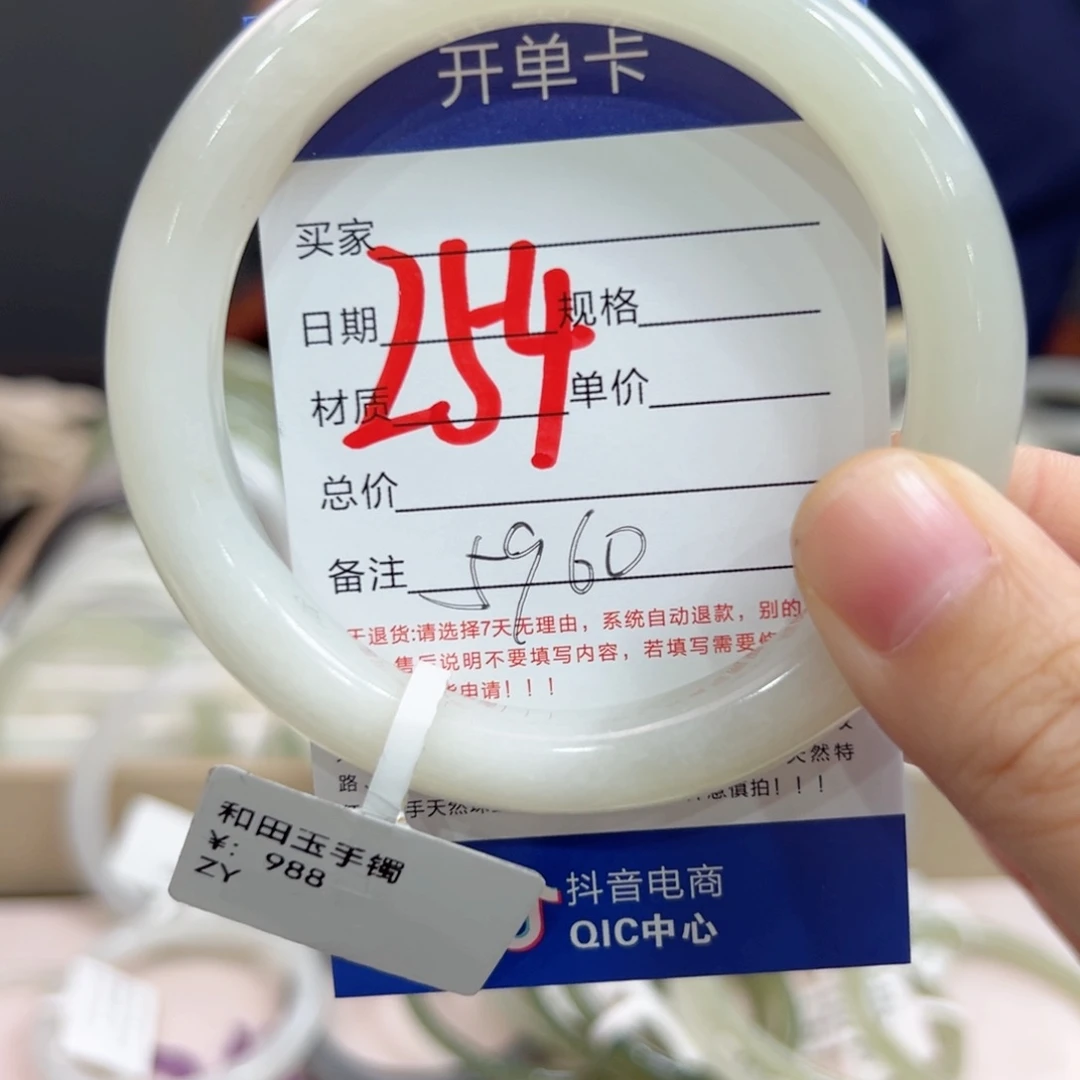 开单卡
买家
254
日期 规格
材质 单价
总价
备注 5960
退货:请选择7天无理由，系统自动退款，别的
售后说明不要填写内容，若填写需要
申请！！！
天然特
路、
手天然 慎拍！！！
和田玉手镯
￥: 988
ZY
抖音电商
QIC中心